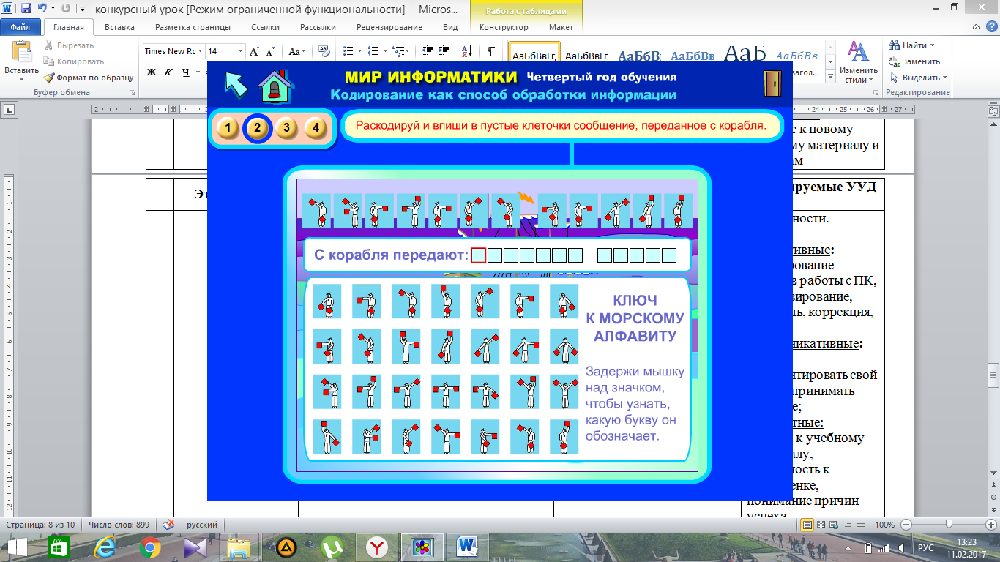 конкурсный урок [Режим ограниченной функциональности] - Micros...
Работа с таблицами
Файл
Главная
Вставка
Разметка страницы
Ссылки
Рассылки
Рецензирование
Вид
Конструктор
Макет
Вставить
Вырезать
Копировать
Формат по образцу
Буфер обмена
Times New Ro
14
Ж К Ч
АаБбВвГг,
АаБбВвГг,
АаБбВ
АаБбВв
АаБ
АаБбВв.
Изменить
стили
Найти
Заменить
Выделить
Редактирование
МИР ИНФОРМАТИКИ Четвертый год обучения
Кодирование как способ обработки информации
1 2 3 4
Раскодируй и впиши в пустые клеточки сообщение, переданное с корабля.
С корабля передают:
КЛЮЧ
К МОРСКОМУ
АЛФАВИТУ
Задержи мышку
над значком,
чтобы узнать,
какую букву он
обозначает.
с к новому
му материалу и
ам
Эт
ируемые УУД
ности.
ивные:
рование
в работы с ПК,
вирование,
ль, коррекция,
икативные:
нтировать свой
принимать
е;
тные:
к учебному
алу,
ность к
енке,
понимание причин
успеха
Страница: 8 из 10
Число слов: 899
русский
100%
РУС
13:23
11.02.2017